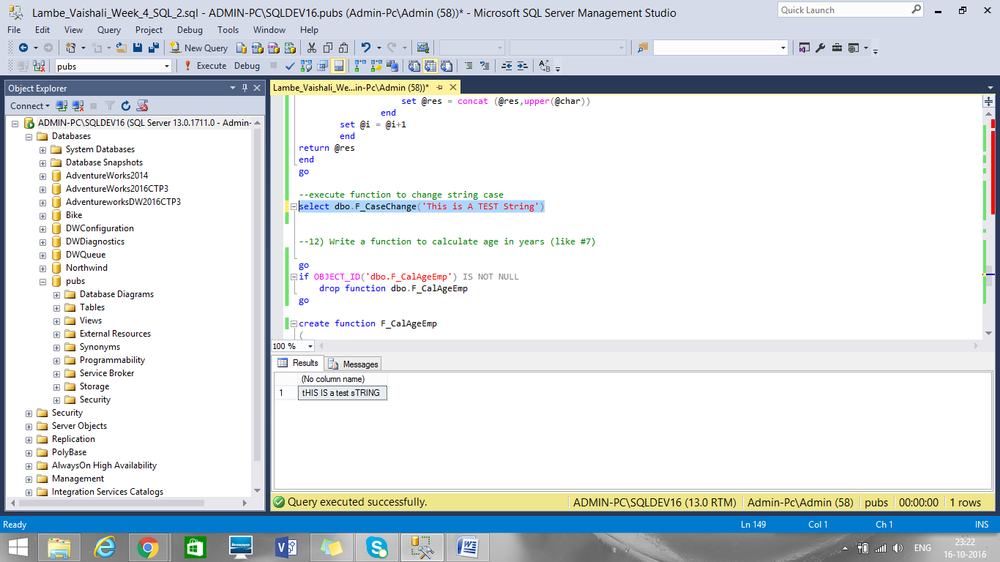 Lambe_Vaishali_Week_4_SQL_2.sql - ADMIN-PC\SQLDEV16.pubs (Admin-Pc\Admin (58))* - Microsoft SQL Server Management Studio
Quick Launch
File Edit View Query Project Debug Tools Window Help
New Query
pubs
Execute Debug
Object Explorer
Connect
ADMIN-PC\SQLDEV16 (SQL Server 13.0.1711.0 - Admin-
Databases
System Databases
Database Snapshots
AdventureWorks2014
AdventureWorks2016CTP3
AdventureworksDW2016CTP3
Bike
DWConfiguration
DWDiagnostics
DWQueue
Northwind
pubs
Database Diagrams
Tables
Views
External Resources
Synonyms
Programmability
Service Broker
Storage
Security
Security
Server Objects
Replication
PolyBase
AlwaysOn High Availability
Management
Integration Services Catalogs
Lambe_Vaishali_We...in-Pc\Admin (58))*
set @res = concat (@res,upper(@char))
end
set @i = @i+1
end
return @res
end
go
--execute function to change string case
select dbo.F_CaseChange('This is A TEST String')
--12) Write a function to calculate age in years (like #7)
go
if OBJECT_ID('dbo.F_CalAgeEmp') IS NOT NULL
drop function dbo.F_CalAgeEmp
go
create function F_CalAgeEmp
(
100 %
Results Messages
(No column name)
1 tHIS IS a test sTRING
Query executed successfully.
ADMIN-PC\SQLDEV16 (13.0 RTM) Admin-Pc\Admin (58) pubs 00:00:00 1 rows
Ready
Ln 149 Col 1 Ch 1 INS
lenovo
ENG
23:22
16-10-2016